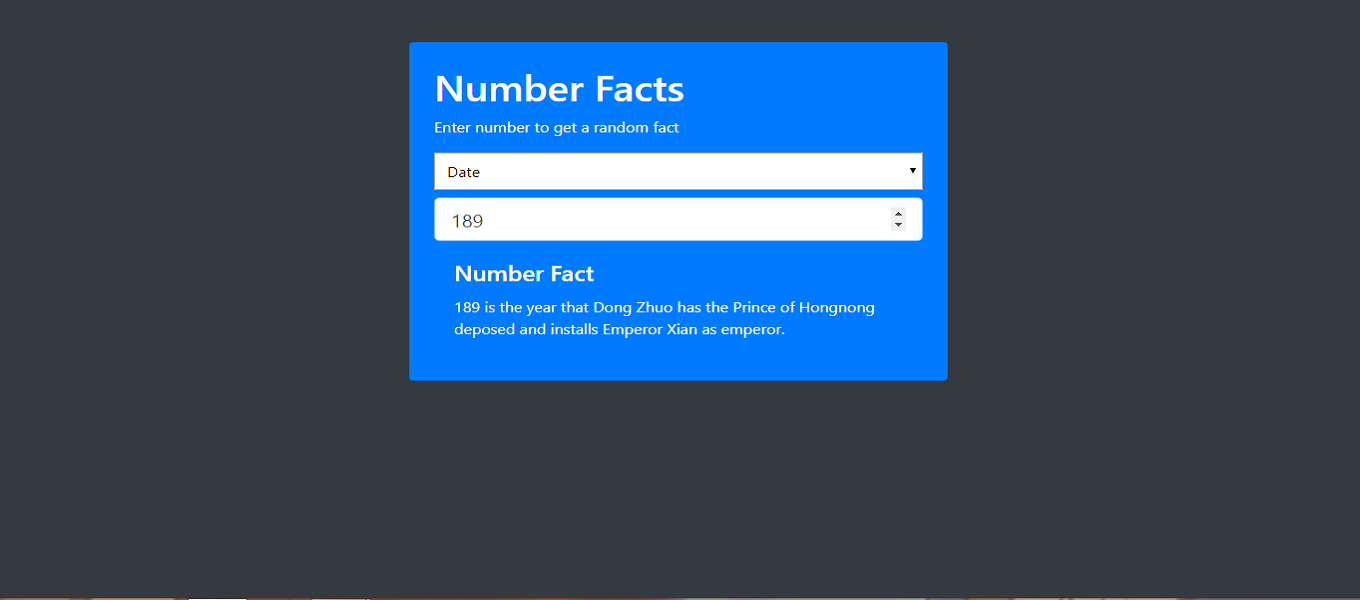 Number Facts
Enter number to get a random fact
Date
189
Number Fact
189 is the year that Dong Zhuo has the Prince of Hongnong
deposed and installs Emperor Xian as emperor.